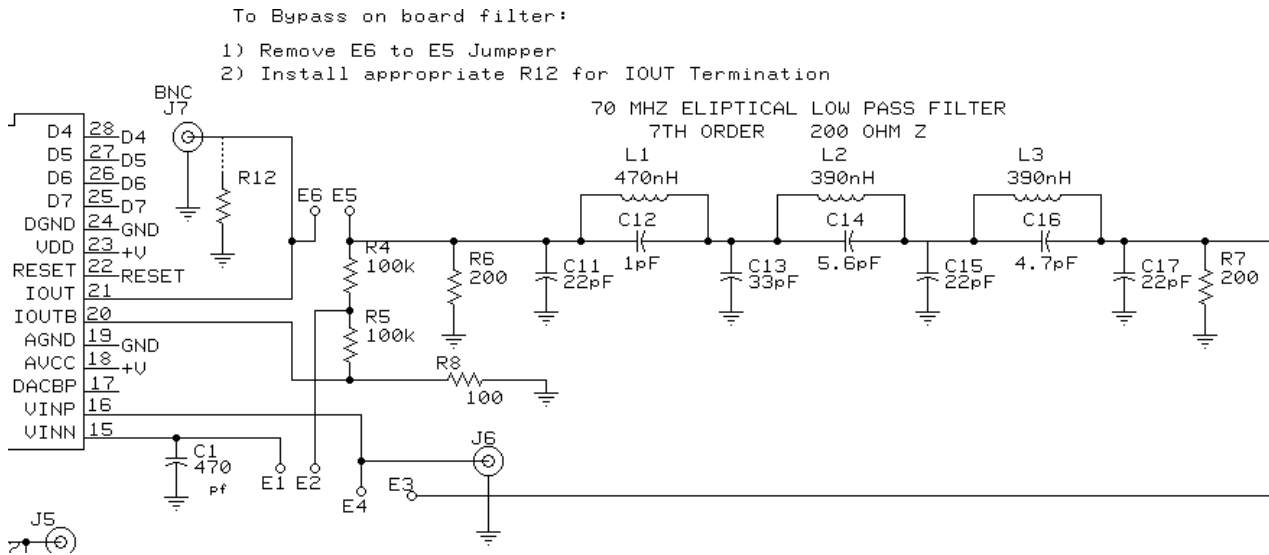 To Bypass on board filter:
1) Remove E6 to E5 Jumpper
2) Install appropriate R12 for IOUT Termination
BNC
J7
70 MHZ ELIPTICAL LOW PASS FILTER
7TH ORDER 200 OHM Z
D4 28 D4
D5 27 D5
D6 26 D6
D7 25 D7
DGND 24 GND
VDD 23 +V
RESET 22 RESET
IOUT 21
IOUTB 20
AGND 19 GND
AVCC 18 +V
DACBP 17
VINP 16
VINN 15
R12
E6 E5
L1
470nH
L2
390nH
L3
390nH
C12
1pF
C14
5.6pF
C16
4.7pF
R4
100k
R6
200
C11
22pF
C13
33pF
C15
22pF
C17
22pF
R7
200
R5
100k
R8
100
C1
470
pf
E1 E2
E4
E3
J6
J5